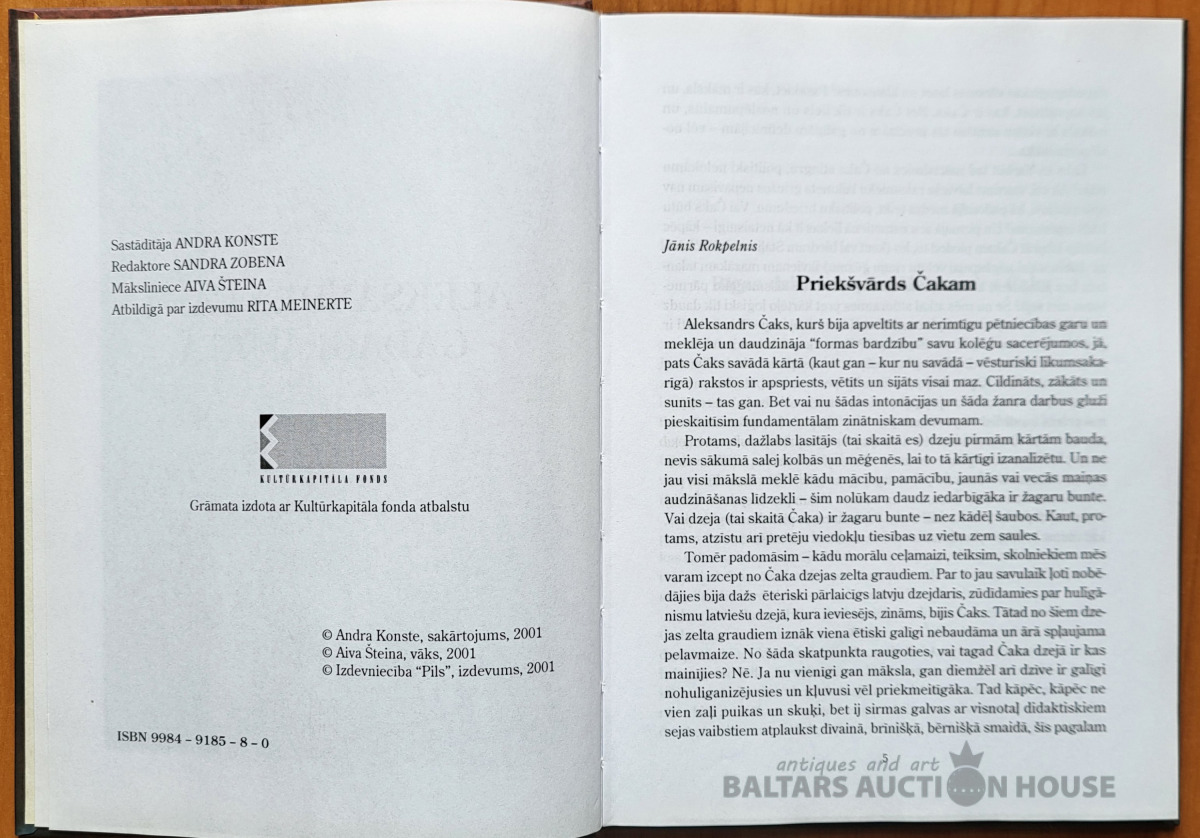 Sastādītāja ANDRA KONSTE
Redaktore SANDRA ZOBENA
Māksliniece AIVA ŠTEINA
Atbildīgā par izdevumu RITA MEINERTE
KULTŪRKAPITĀLA FONDS
Grāmata izdota ar Kultūrkapitāla fonda atbalstu
© Andra Konste, sakārtojums, 2001
© Aiva Šteina, vāks, 2001
© Izdevniecība “Pils”, izdevums, 2001
ISBN 9984 – 9185 – 8 – 0
Jānis Rokpelnis
Priekšvārds Čakam
Aleksandrs Čaks, kurš bija apveltīts ar nerimtīgu pētniecības garu un
meklēja un daudzināja “formas bardzību” savu kolēģu sacerējumos, jā,
pats Čaks savādā kārtā (kaut gan – kur nu savādā – vēsturiski likumsaka-
rīgā) rakstos ir apspriests, vētīts un sijāts visai maz. Cildināts, zākāts un
sunīts – tas gan. Bet vai nu šādas intonācijas un šāda žanra darbus gluži
pieskaitīsim fundamentālam zinātniskam devumam.
Protams, dažlabs lasītājs (tai skaitā es) dzeju pirmām kārtām bauda,
nevis sākumā salej kolbās un mēģenēs, lai to tā kārtīgi izanalizētu. Un ne
jau visi mākslā meklē kādu mācību, pamācību, jaunās vai vecās maiņas
audzināšanas līdzekli – šim nolūkam daudz iedarbīgāka ir žagaru bunte.
Vai dzeja (tai skaitā Čaka) ir žagaru bunte – nez kādēļ šaubos. Kaut, pro-
tams, atzīstu arī pretēju viedokļu tiesības uz vietu zem saules.
Tomēr padomāsim – kādu morālu ceļamaizi, teiksim, skolniekiem mēs
varam izcept no Čaka dzejas zelta graudiem. Par to jau savulaik ļoti nobē-
dājies bija dažs ēteriski pārlaicīgs latvju dzejdaris, zūdīdamies par huligā-
nismu latviešu dzejā, kura ieviesējs, zināms, bijis Čaks. Tātad no šiem dze-
jas zelta graudiem iznāk viena ētiski galīgi nebaudāma un ārā spļaujama
pelavmaize. No šāda skatpunkta raugoties, vai tagad Čaka dzejā ir kas
mainījies? Nē. Ja nu vienīgi gan māksla, gan diemžēl arī dzīve ir galīgi
nohuliganizējusies un kļuvusi vēl priekmeitīgāka. Tad kāpēc, kāpēc ne
vien zaļi puikas un skuķi, bet ij sirmas galvas ar visnotaļ didaktiskiem
sejas vaibstiem atplaukst dīvainā, brīnišķā, bērnišķā smaidā, šīs pagalam
5
antiques and art
BALTARS AUCTION HOUSE